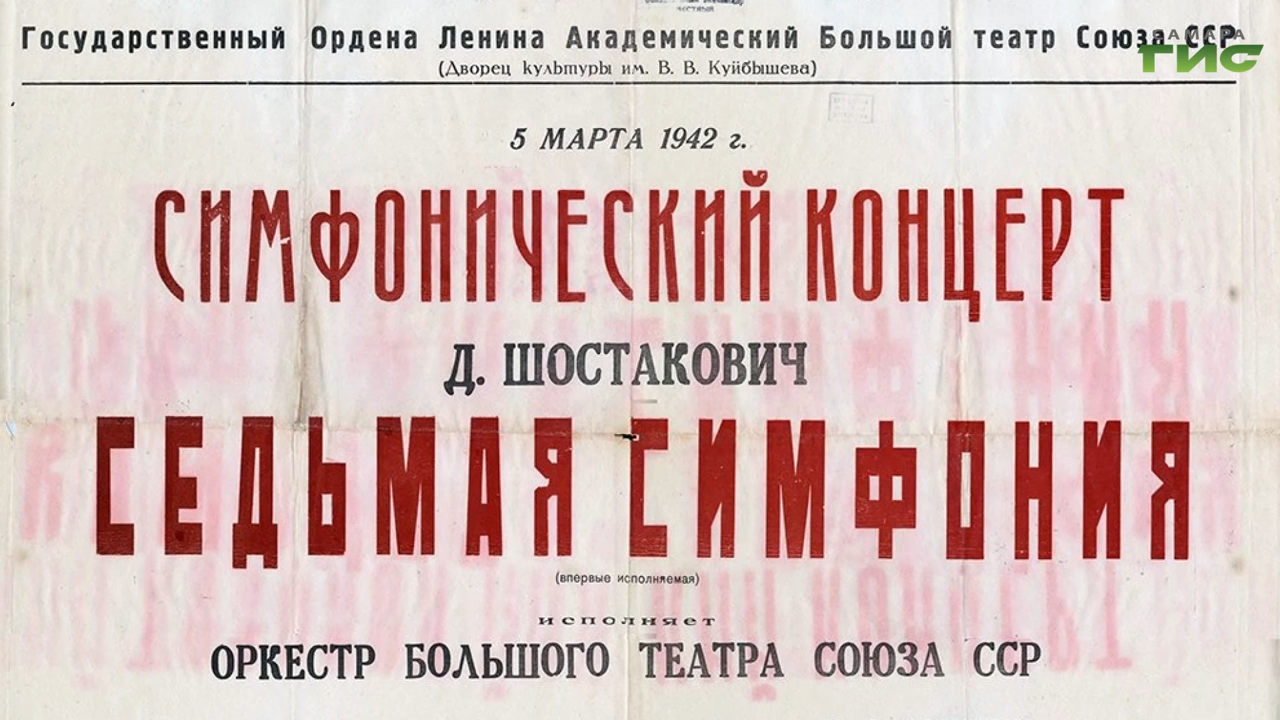 Государственный Ордена Ленина Академический Большой театр Союза ССР
САМАРА
ГИС
(Дворец культуры им. В. В. Куйбышева)
5 МАРТА 1942 г.
СИМФОНИЧЕСКИЙ КОНЦЕРТ
Д. ШОСТАКОВИЧ
СЕДЬМАЯ СИМФОНИЯ
(впервые исполняемая)
исполняет
ОРКЕСТР БОЛЬШОГО ТЕАТРА СОЮЗА ССР